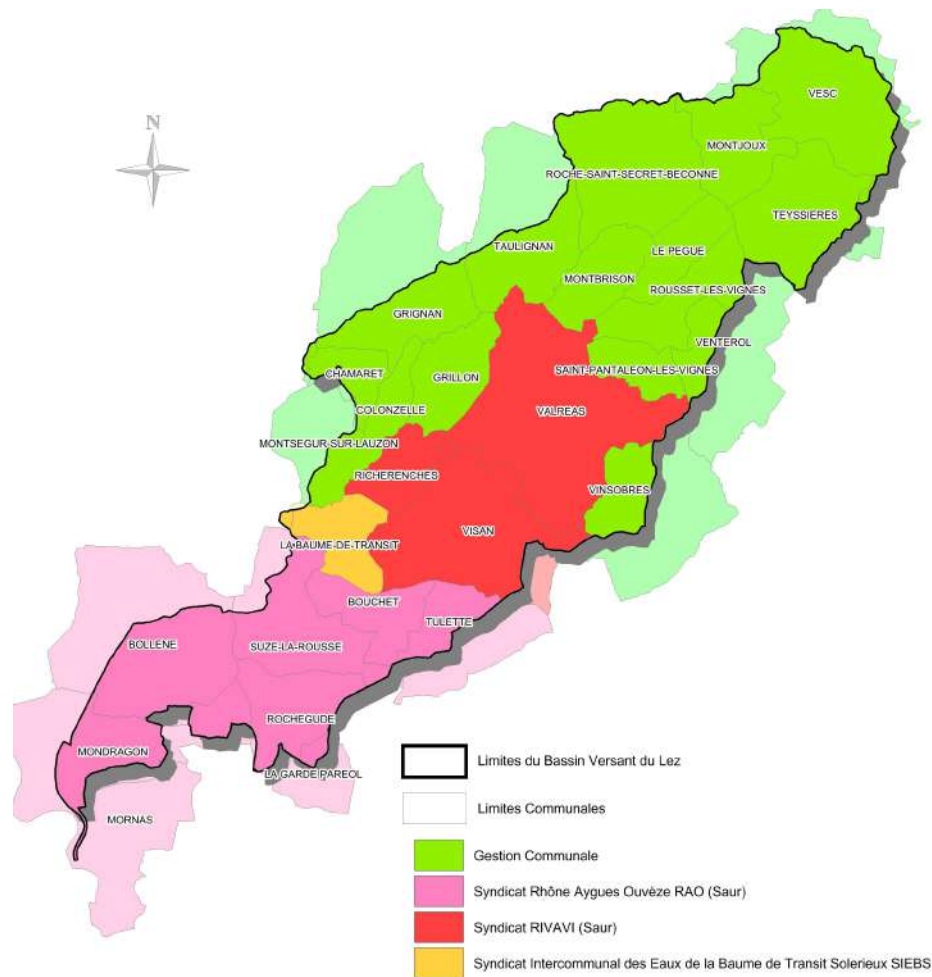 N
VESC
MONTJOUX
ROCHE-SAINT-SECRET-BECONNE
TEYSSIERES
TAULIGNAN
LE PEGUE
MONTBRISON
ROUSSET-LES-VIGNES
GRIGNAN
VENTEROL
CHAMARET
GRILLON
SAINT-PANTALEON-LES-VIGNES
COLONZELLE
VALREAS
MONTSEGUR-SUR-LAUZON
RICHERENCHES
VINSOBRES
VISAN
LA BAUME-DE-TRANSIT
BOUCHET
TULETTE
BOLLENE
SUZE-LA-ROUSSE
ROCHEGUDE
MONDRAGON
LA GARDE PAREOL
MORNAS
Limites du Bassin Versant du Lez
Limites Communales
Gestion Communale
Syndicat Rhône Aygues Ouvèze RAO (Saur)
Syndicat RIVAVI (Saur)
Syndicat Intercommunal des Eaux de la Baume de Transit Solerieux SIEBS